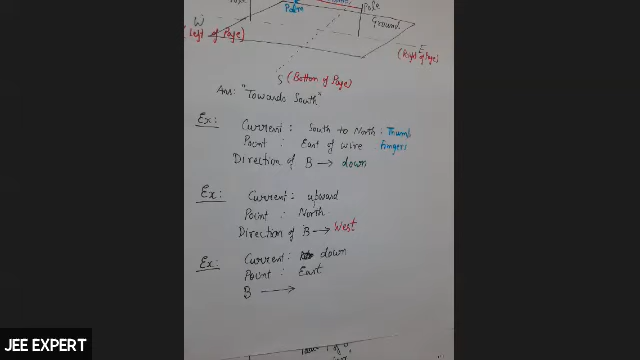 Pole
Palm
Ground
W
(Left of Page)
E
(Right of Page)
S (Bottom of Page)
Ans: "Towards South"
Ex: Current: South to North: Thumb
Point: East of wire: Fingers
Direction of B → down
Ex: Current: upward
Point: North
Direction of B → West
Ex: Current: down
Point: East
B →
JEE EXPERT